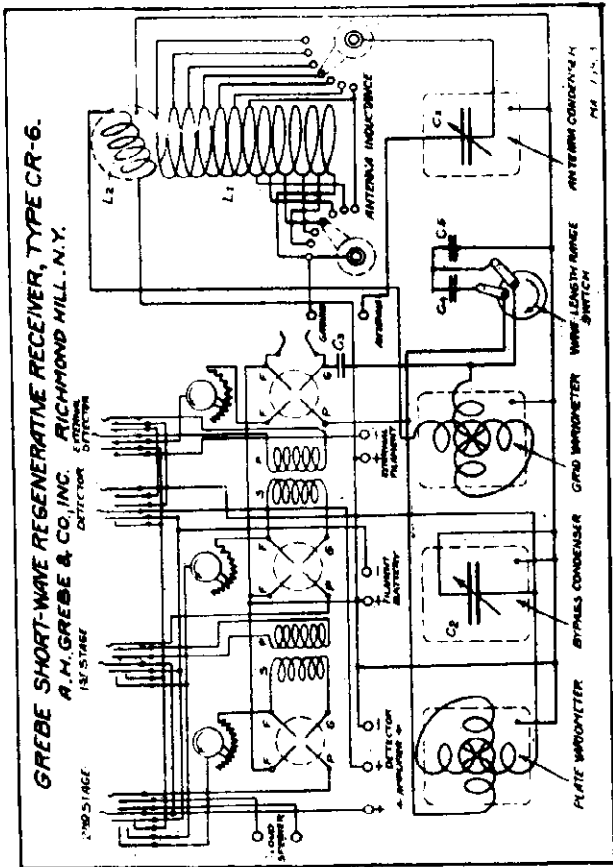 GREBE SHORT-WAVE REGENERATIVE RECEIVER, TYPE CR-6.
A.H. GREBE & CO., INC. RICHMOND HILL. N.Y.
2ND STAGE
1ST STAGE
DETECTOR
EXTERNAL
DETECTOR
L2
L1
ANTENNA INDUCTANCE
LOUD
SPEAKER
F
G
F
P
S
P
F
G
F
P
S
P
F
G
F
P
C3
GROUND
ANTENNA
+ AMPLIFIER +
DETECTOR
-
+
FILAMENT
BATTERY
-
+
EXTERNAL
FILAMENT
-
+
C2
C4
C5
C1
PLATE VARIOMETER
BYPASS CONDENSER
GRID VARIOMETER
WAVE-LENGTH RANGE
SWITCH
ANTENNA CONDENSER